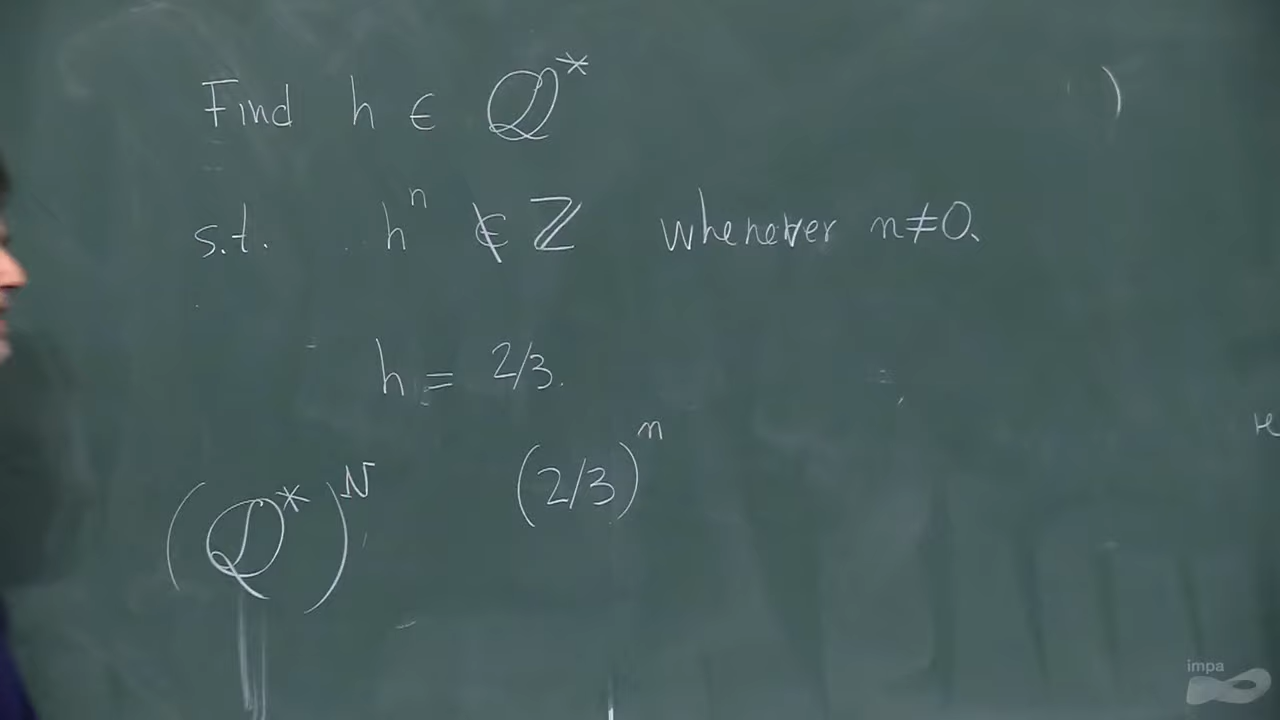 Find h ∈ ℚ*
)
s.t. hⁿ ∉ ℤ whenever n≠0.
h = 2/3.
(2/3)ⁿ
(ℚ*)ᴺ
impa